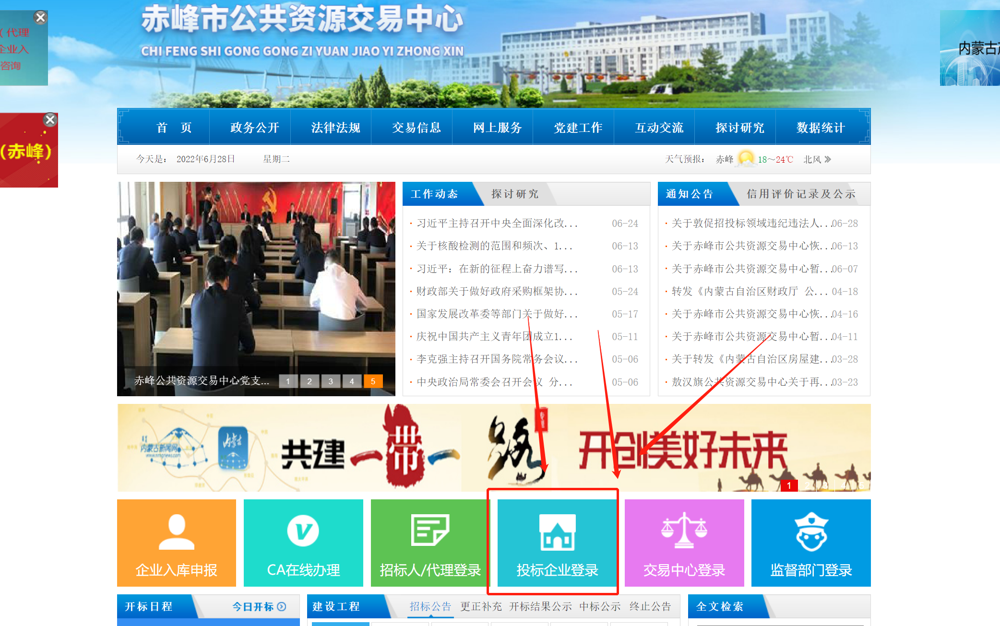 赤峰市公共资源交易中心
CHI FENG SHI GONG GONG ZI YUAN JIAO YI ZHONG XIN
（代理
企业入
咨询
内蒙古
（赤峰）
首 页
政务公开
法律法规
交易信息
网上服务
党建工作
互动交流
探讨研究
数据统计
今天是： 2022年6月28日 星期二
天气预报： 赤峰 18～24℃ 北风
赤峰公共资源交易中心党支...
1 2 3 4 5
工作动态 探讨研究
习近平主持召开中央全面深化改... 06-24
关于核酸检测的范围和频次、1... 06-13
习近平：在新的征程上奋力谱写... 06-13
财政部关于做好政府采购框架协... 05-24
国家发展改革委等部门关于做好... 05-17
庆祝中国共产主义青年团成立1... 05-11
李克强主持召开国务院常务会议... 05-06
中央政治局常委会召开会议 分... 05-06
通知公告 信用评价记录及公示
关于敦促招投标领域违纪违法人... 06-28
关于赤峰市公共资源交易中心恢... 06-13
关于赤峰市公共资源交易中心暂... 06-07
转发《内蒙古自治区财政厅 公... 04-18
关于赤峰市公共资源交易中心恢... 04-16
关于赤峰市公共资源交易中心暂... 04-11
关于转发《内蒙古自治区房屋建... 03-28
敖汉旗公共资源交易中心关于再... 03-23
内蒙古新闻网
www.nmgnews.com
内蒙古
共建一带一路
开创美好未来
1 2 3 4 5
企业入库申报
CA在线办理
招标人/代理登录
投标企业登录
交易中心登录
监督部门登录
开标日程 今日开标
建设工程 招标公告 更正补充 开标结果公示 中标公示 终止公告
全文检索